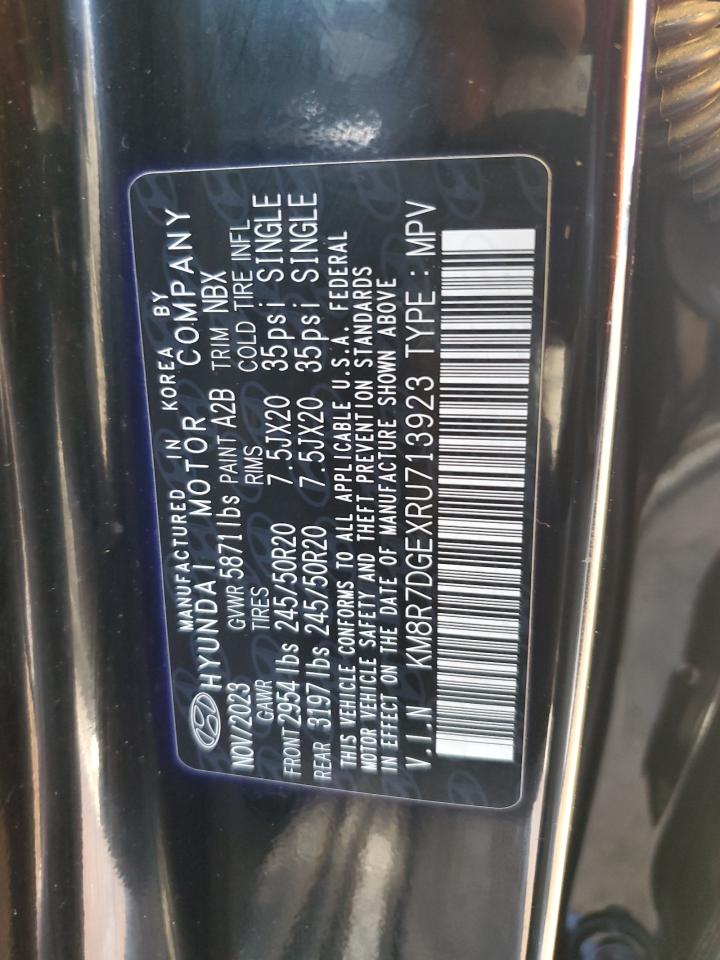 MANUFACTURED IN KOREA BY
HYUNDAI MOTOR COMPANY
NOV/2023 GVWR 5871lbs PAINT A2B TRIM NBX
GAWR TIRES RIMS COLD TIRE INFL
FRONT 2954lbs 245/50R20 7.5JX20 35psi SINGLE
REAR 3197lbs 245/50R20 7.5JX20 35psi SINGLE
THIS VEHICLE CONFORMS TO ALL APPLICABLE U.S.A. FEDERAL
MOTOR VEHICLE SAFETY AND THEFT PREVENTION STANDARDS
IN EFFECT ON THE DATE OF MANUFACTURE SHOWN ABOVE
V.I.N KM8R7DGEXRU713923 TYPE : MPV